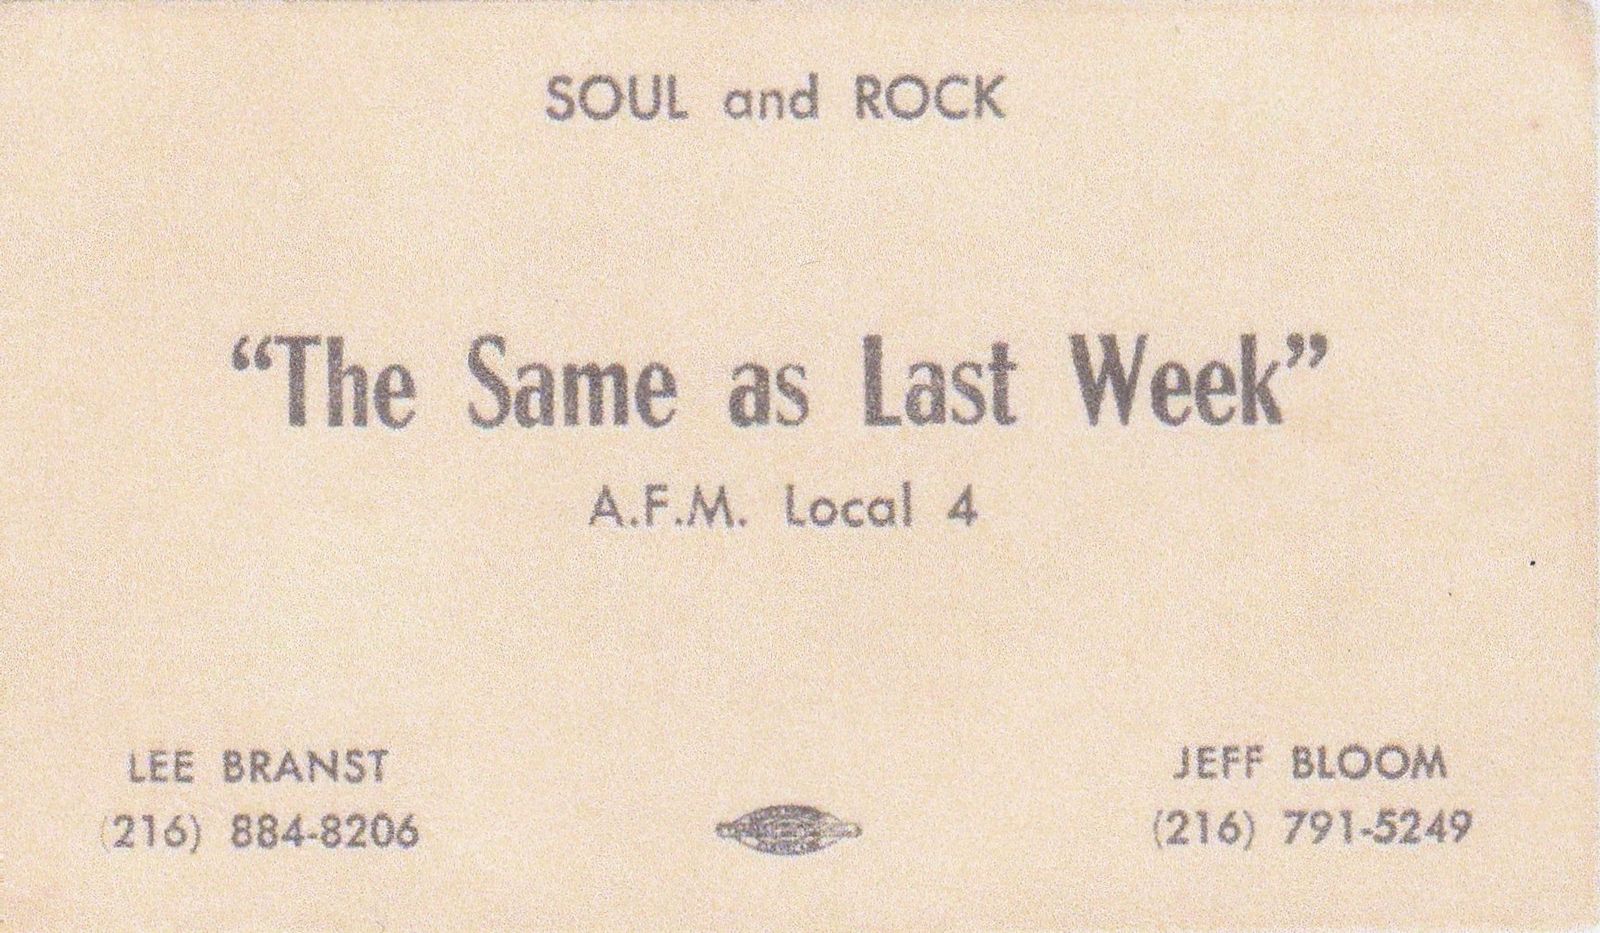 SOUL and ROCK
“The Same as Last Week”
A.F.M. Local 4
LEE BRANST
(216) 884-8206
JEFF BLOOM
(216) 791-5249